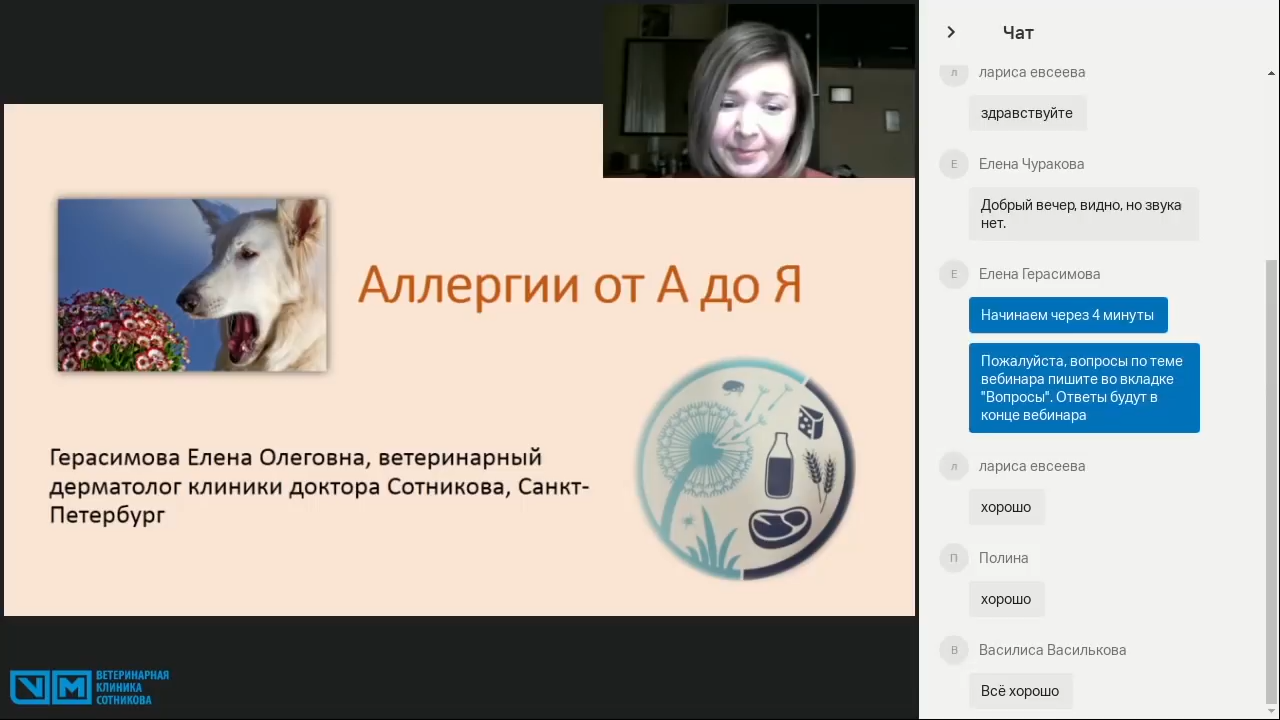 Аллергии от А до Я
Герасимова Елена Олеговна, ветеринарный
дерматолог клиники доктора Сотникова, Санкт-
Петербург
VM
ВЕТЕРИНАРНАЯ
КЛИНИКА
СОТНИКОВА
Чат
л
лариса евсеева
здравствуйте
Е
Елена Чуракова
Добрый вечер, видно, но звука
нет.
Е
Елена Герасимова
Начинаем через 4 минуты
Пожалуйста, вопросы по теме
вебинара пишите во вкладке
"Вопросы". Ответы будут в
конце вебинара
л
лариса евсеева
хорошо
П
Полина
хорошо
В
Василиса Василькова
Всё хорошо